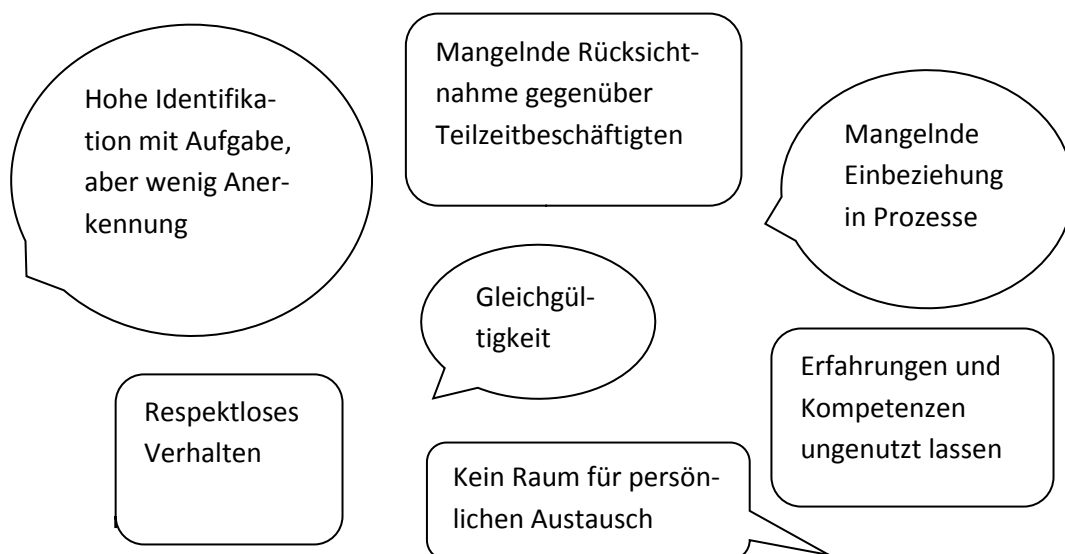 Hohe Identifika-
tion mit Aufgabe,
aber wenig Aner-
kennung
Mangelnde Rücksicht-
nahme gegenüber
Teilzeitbeschäftigten
Mangelnde
Einbeziehung
in Prozesse
Gleichgül-
tigkeit
Respektloses
Verhalten
Erfahrungen und
Kompetenzen
ungenutzt lassen
Kein Raum für persön-
lichen Austausch